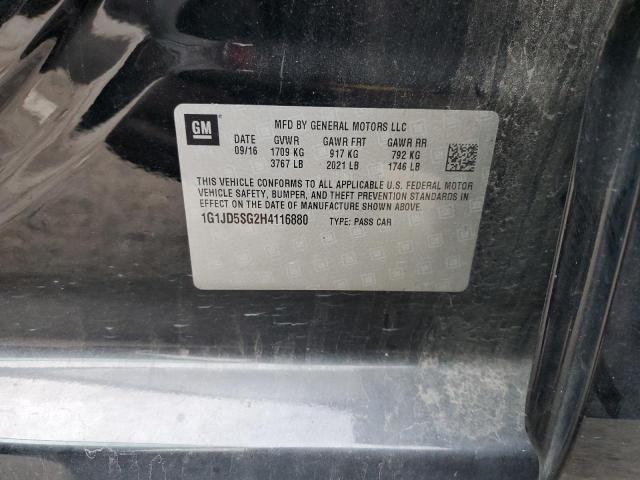 GM
MFD BY GENERAL MOTORS LLC
DATE GVWR GAWR FRT GAWR RR
09/16 1709 KG 917 KG 792 KG
3767 LB 2021 LB 1746 LB
THIS VEHICLE CONFORMS TO ALL APPLICABLE U.S. FEDERAL MOTOR
VEHICLE SAFETY, BUMPER, AND THEFT PREVENTION STANDARDS
IN EFFECT ON THE DATE OF MANUFACTURE SHOWN ABOVE.
1G1JD5SG2H4116880 TYPE: PASS CAR